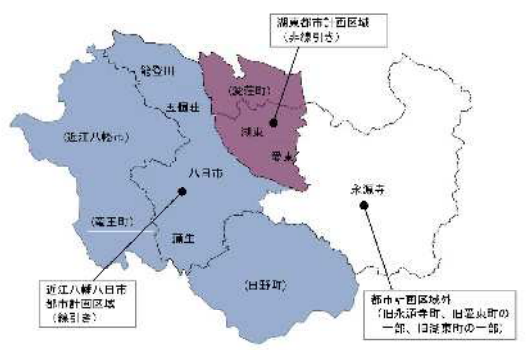 湖東都市計画区域
(非線引き)
能登川
(愛荘町)
五個荘
(近江八幡市)
湖東
愛東
八日市
永源寺
(竜王町)
蒲生
(日野町)
近江八幡八日市
都市計画区域
(線引き)
都市計画区域外
(旧永源寺町、旧愛東町の
一部、旧湖東町の一部)